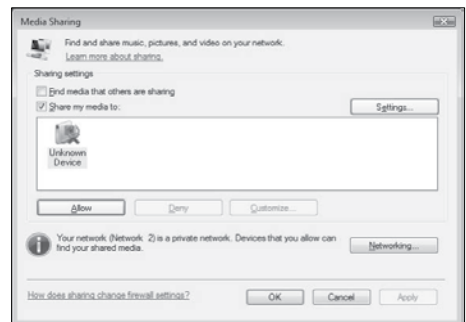 Media Sharing
Find and share music, pictures, and video on your network.
Learn more about sharing.
Sharing settings
Find media that others are sharing
Share my media to:
Settings...
Unknown
Device
Allow
Deny
Customize...
Your network (Network 2) is a private network. Devices that you allow can
find your shared media.
Networking...
How does sharing change firewall settings?
OK
Cancel
Apply